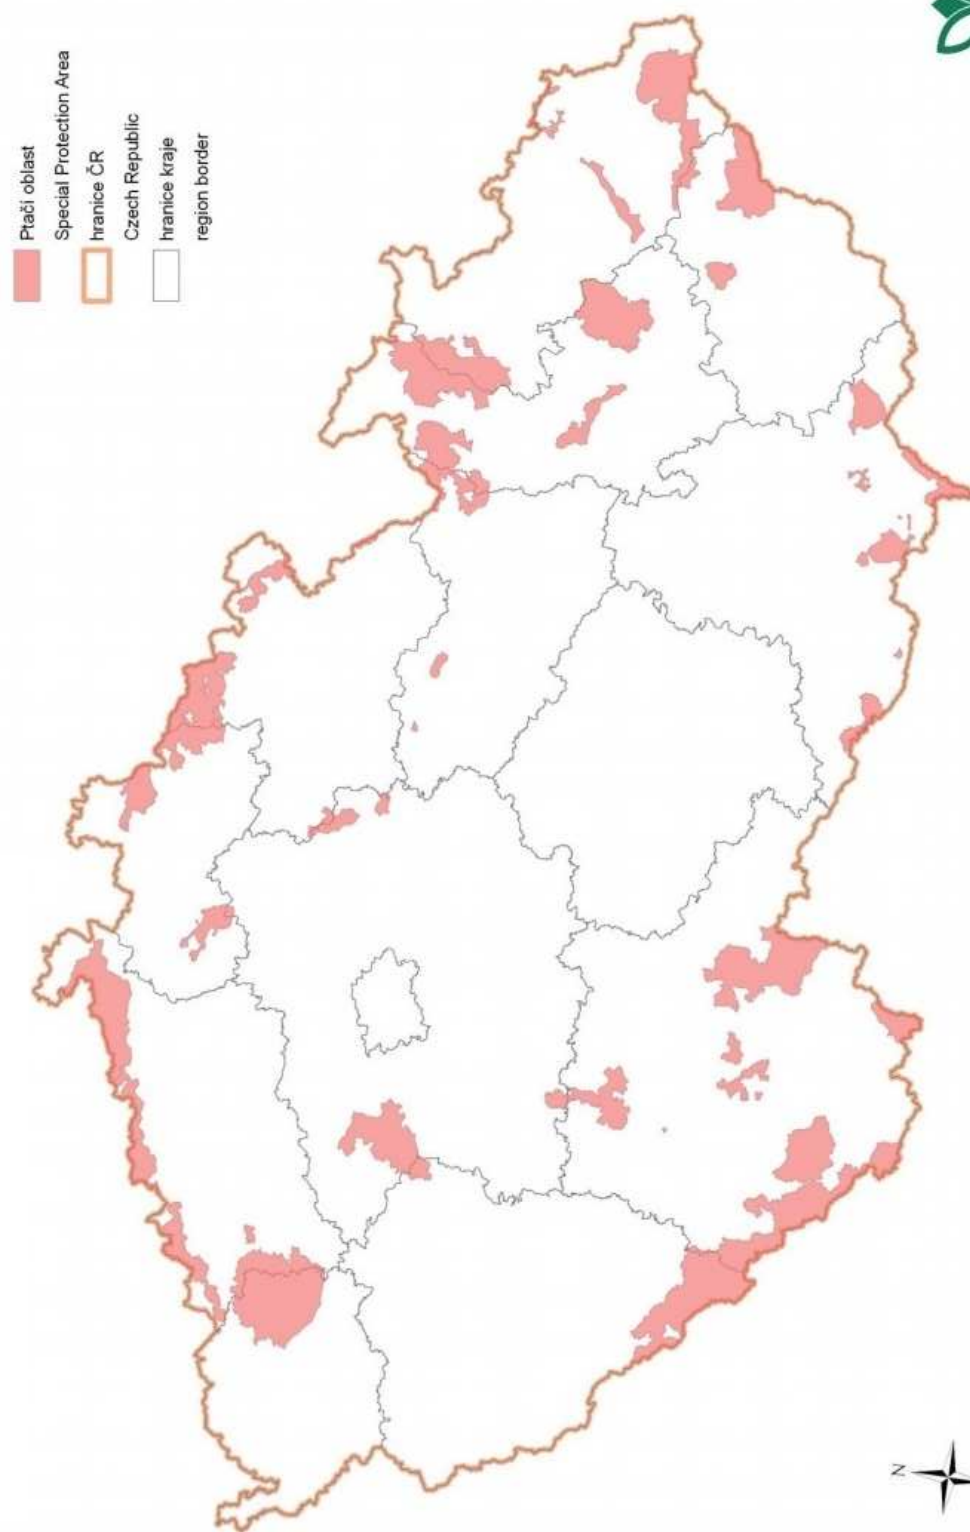 Ptačí oblast
Special Protection Area
hranice ČR
Czech Republic
hranice kraje
region border
N